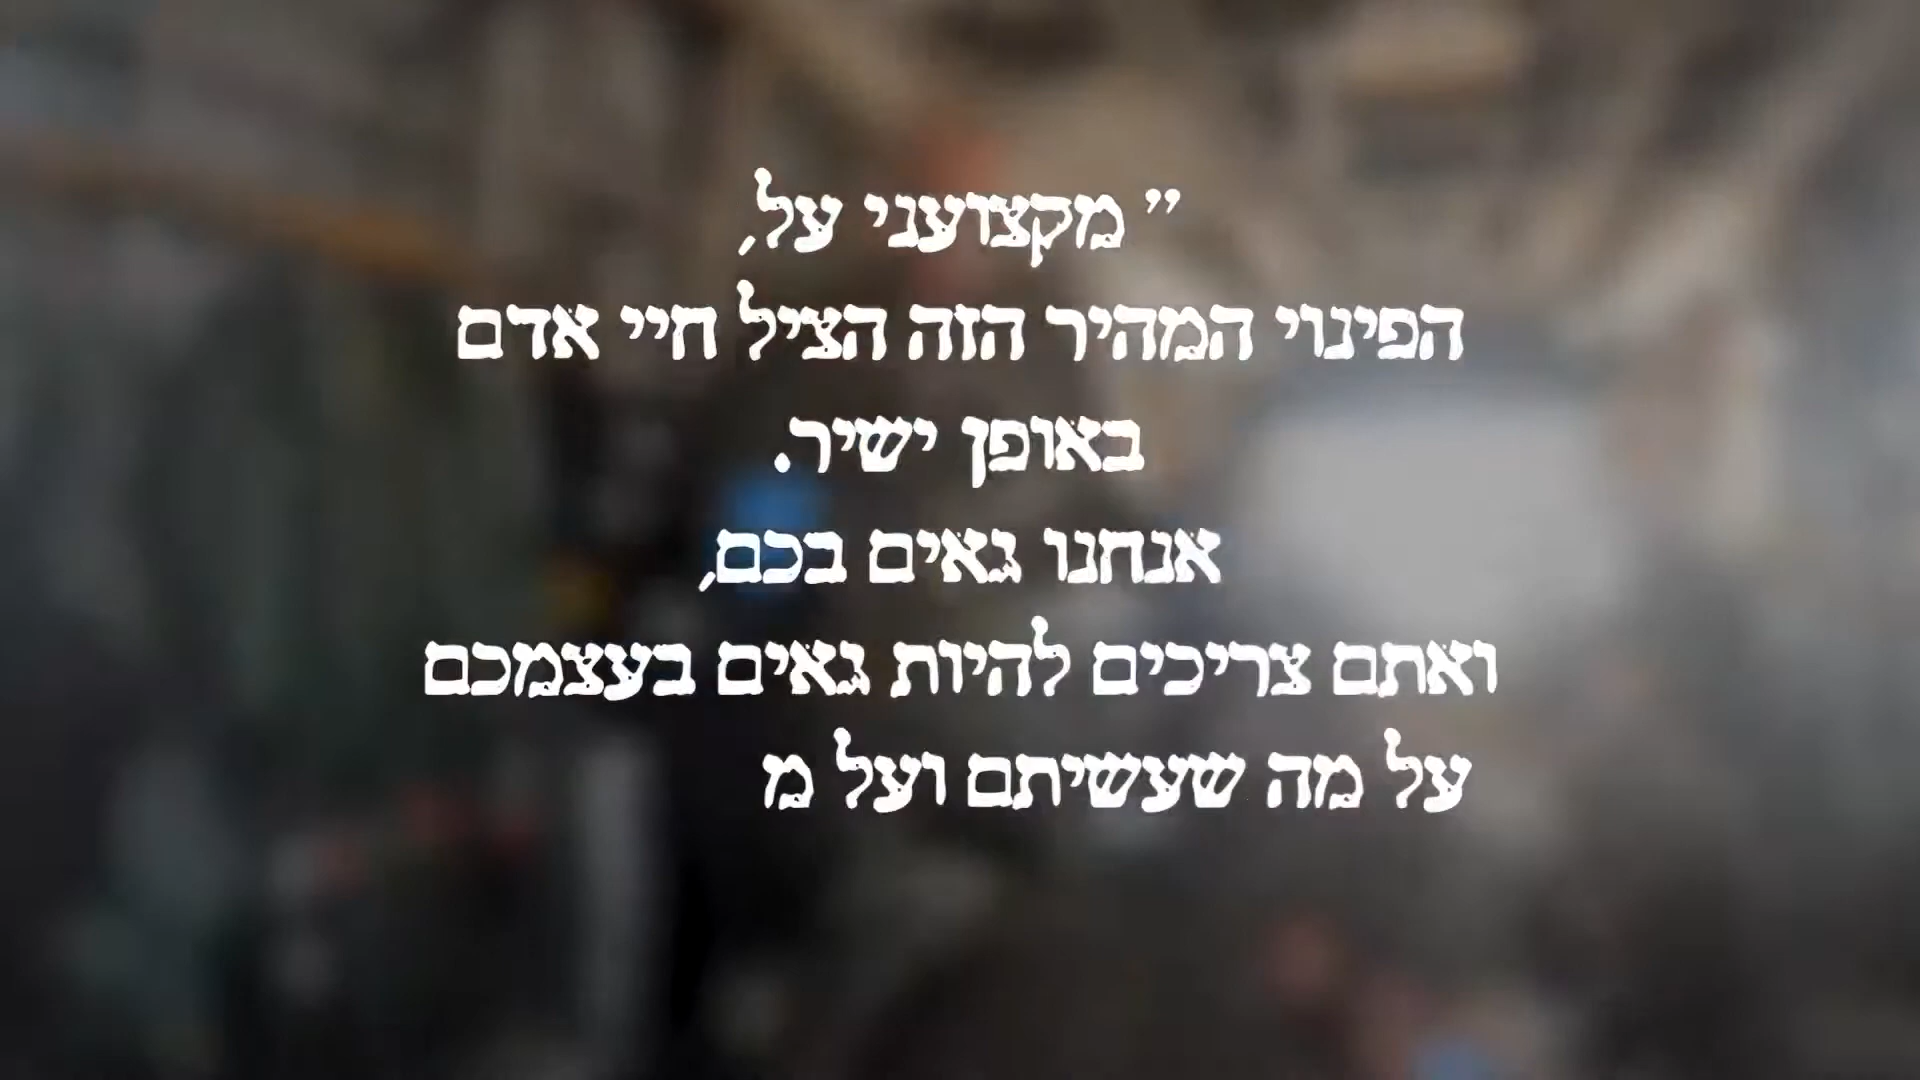 ” מקצועני על,
הפינוי המהיר הזה הציל חיי אדם
באופן ישיר.
אנחנו גאים בכם,
ואתם צריכים להיות גאים בעצמכם
על מה שעשיתם ועל מ